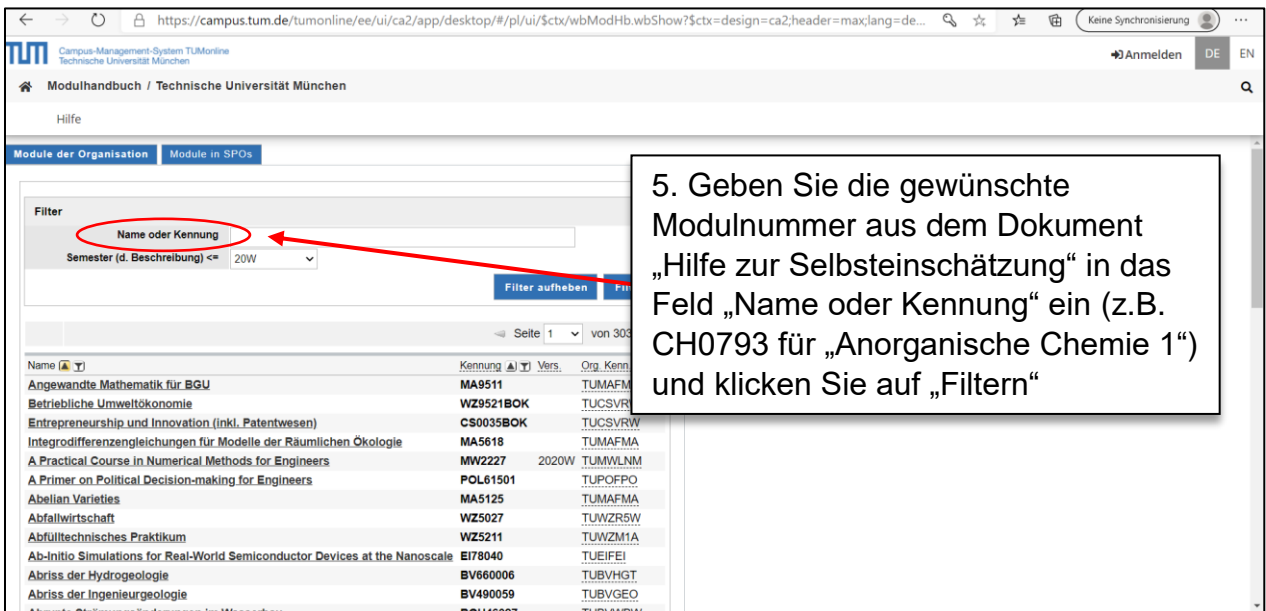 https://campus.tum.de/tumonline/ee/ui/ca2/app/desktop/#/pl/ui/$ctx/wbModHb.wbShow?$ctx=design=ca2;header=max;lang=de...
Keine Synchronisierung
TUM
Campus-Management-System TUMonline
Technische Universität München
Anmelden DE EN
Modulhandbuch / Technische Universität München
Hilfe
Module der Organisation Module in SPOs
5. Geben Sie die gewünschte
Modulnummer aus dem Dokument
„Hilfe zur Selbsteinschätzung“ in das
Feld „Name oder Kennung“ ein (z.B.
CH0793 für „Anorganische Chemie 1“)
und klicken Sie auf „Filtern“
Filter
Name oder Kennung
Semester (d. Beschreibung) <= 20W
Filter aufheben
Seite 1 von 303
Name Kennung Vers. Org. Kenn.
Angewandte Mathematik für BGU MA9511 TUMAFM
Betriebliche Umweltökonomie WZ9521BOK
Entrepreneurship und Innovation (inkl. Patentwesen) CS0035BOK TUCSVRW
Integrodifferenzengleichungen für Modelle der Räumlichen Ökologie MA5618 TUMAFMA
A Practical Course in Numerical Methods for Engineers MW2227 2020W TUMWLNM
A Primer on Political Decision-making for Engineers POL61501 TUPOFPO
Abelian Varieties MA5125 TUMAFMA
Abfallwirtschaft WZ5027 TUWZR5W
Abfülltechnisches Praktikum WZ5211 TUWZM1A
Ab-Initio Simulations for Real-World Semiconductor Devices at the Nanoscale EI78040 TUEIFEI
Abriss der Hydrogeologie BV660006 TUBVHGT
Abriss der Ingenieurgeologie BV490059 TUBVGEO